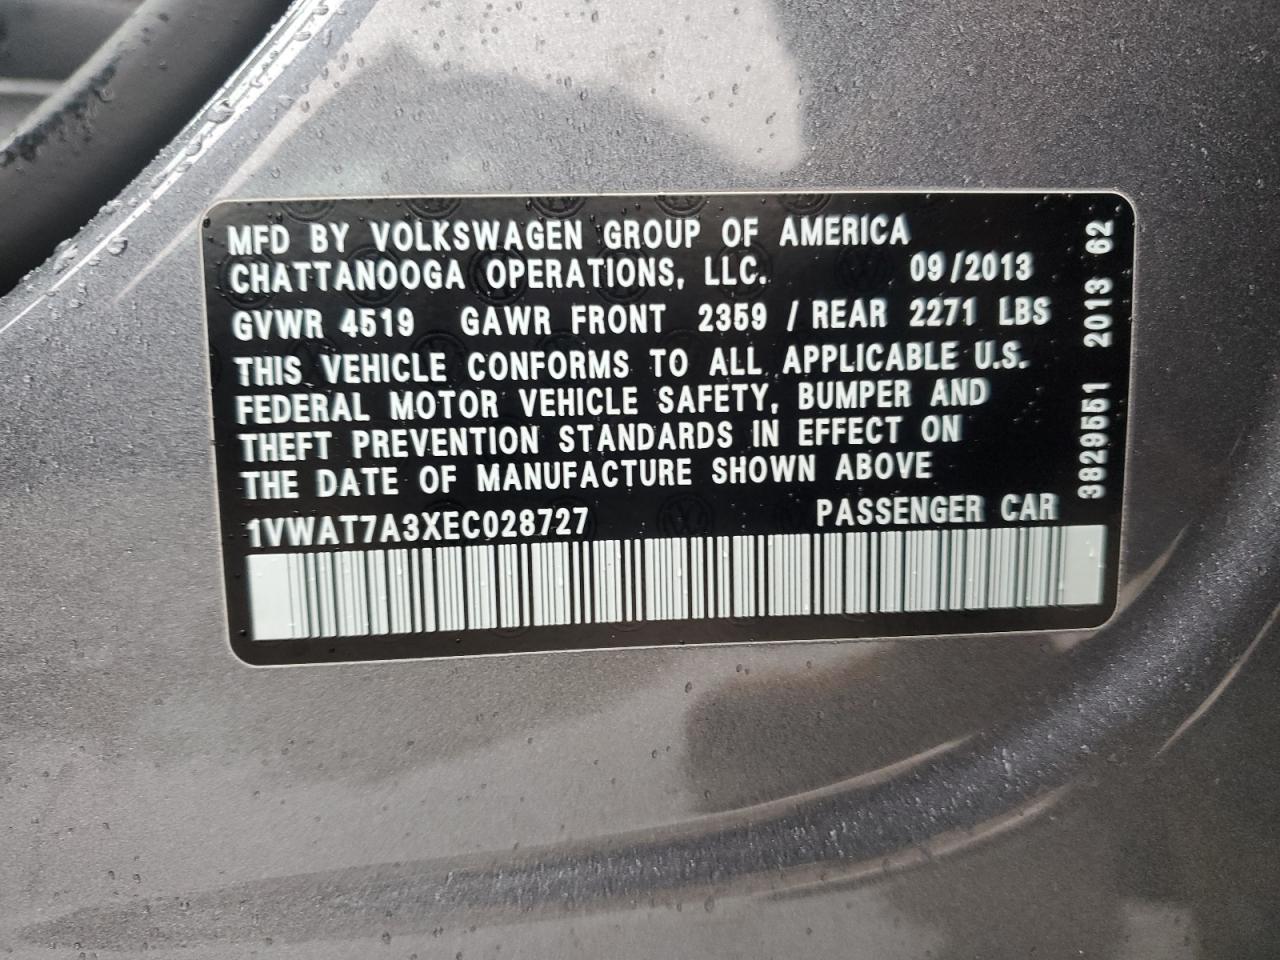 MFD BY VOLKSWAGEN GROUP OF AMERICA
CHATTANOOGA OPERATIONS, LLC. 09/2013
GVWR 4519 GAWR FRONT 2359 / REAR 2271 LBS
THIS VEHICLE CONFORMS TO ALL APPLICABLE U.S.
FEDERAL MOTOR VEHICLE SAFETY, BUMPER AND
THEFT PREVENTION STANDARDS IN EFFECT ON
THE DATE OF MANUFACTURE SHOWN ABOVE
1VWAT7A3XEC028727 PASSENGER CAR
3829551 2013 62